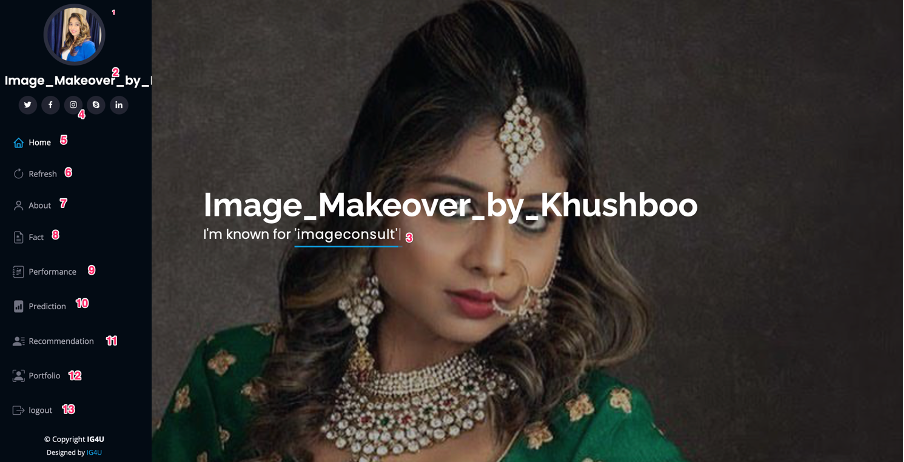 1
2
Image_Makeover_by_
4
Home 5
Refresh 6
About 7
Fact 8
Performance 9
Prediction 10
Recommendation 11
Portfolio 12
logout 13
© Copyright IG4U
Designed by IG4U
Image_Makeover_by_Khushboo
I'm known for 'imageconsult'| 3